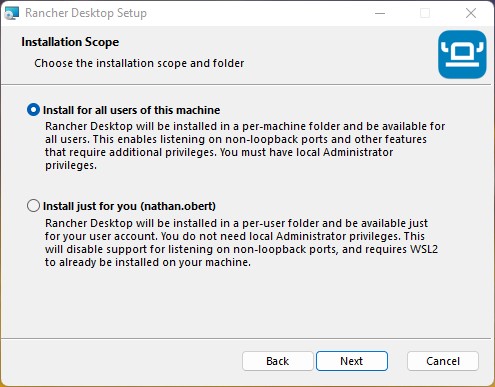 Rancher Desktop Setup
Installation Scope
Choose the installation scope and folder
Install for all users of this machine
Rancher Desktop will be installed in a per-machine folder and be available for
all users. This enables listening on non-loopback ports and other features
that require additional privileges. You must have local Administrator
privileges.
Install just for you (nathan.obert)
Rancher Desktop will be installed in a per-user folder and be available just
for your user account. You do not need local Administrator privileges. This
will disable support for listening on non-loopback ports, and requires WSL2
to already be installed on your machine.
Back
Next
Cancel